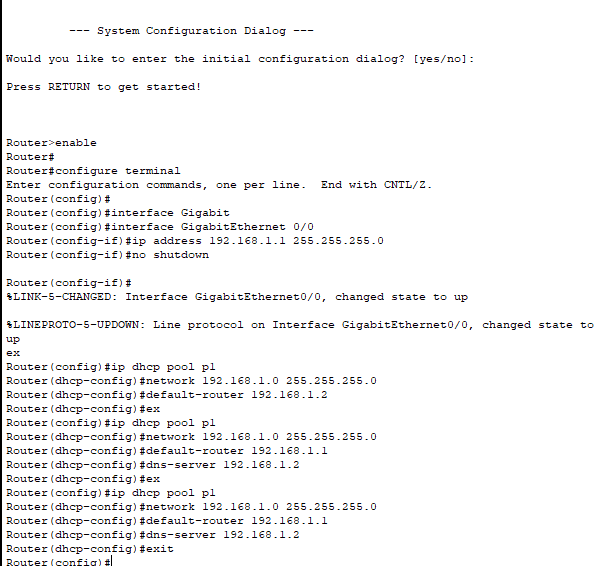 --- System Configuration Dialog ---
Would you like to enter the initial configuration dialog? [yes/no]:
Press RETURN to get started!
Router>enable
Router#
Router#configure terminal
Enter configuration commands, one per line.  End with CNTL/Z.
Router(config)#
Router(config)#interface Gigabit
Router(config)#interface GigabitEthernet 0/0
Router(config-if)#ip address 192.168.1.1 255.255.255.0
Router(config-if)#no shutdown
Router(config-if)#
%LINK-5-CHANGED: Interface GigabitEthernet0/0, changed state to up
%LINEPROTO-5-UPDOWN: Line protocol on Interface GigabitEthernet0/0, changed state to
up
ex
Router(config)#ip dhcp pool p1
Router(dhcp-config)#network 192.168.1.0 255.255.255.0
Router(dhcp-config)#default-router 192.168.1.2
Router(dhcp-config)#ex
Router(config)#ip dhcp pool p1
Router(dhcp-config)#network 192.168.1.0 255.255.255.0
Router(dhcp-config)#default-router 192.168.1.1
Router(dhcp-config)#dns-server 192.168.1.2
Router(dhcp-config)#ex
Router(config)#ip dhcp pool p1
Router(dhcp-config)#network 192.168.1.0 255.255.255.0
Router(dhcp-config)#default-router 192.168.1.1
Router(dhcp-config)#dns-server 192.168.1.2
Router(dhcp-config)#exit
Router(config)#